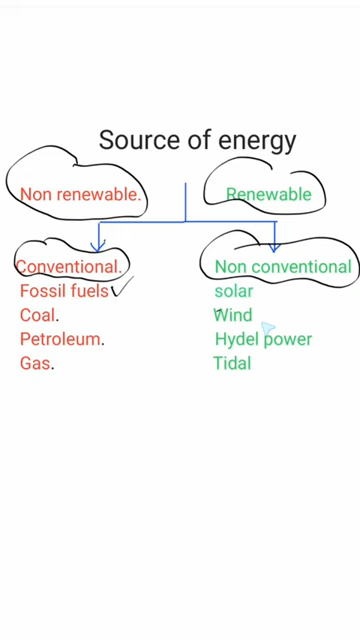 Source of energy
Non renewable.
Renewable
Conventional.
Non conventional
Fossil fuels
solar
Coal.
Wind
Petroleum.
Hydel power
Gas.
Tidal